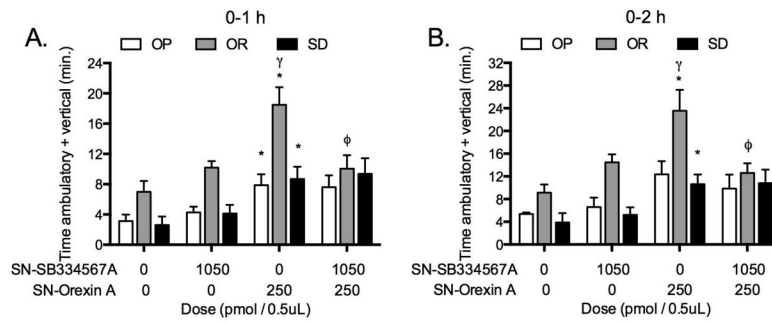 0-1 h
A.
OP OR SD
Time ambulatory + vertical (min.)
24
20
16
12
8
4
0
γ
*
* *
ϕ
SN-SB334567A 0 1050 0 1050
SN-Orexin A 0 0 250 250
Dose (pmol / 0.5uL)
0-2 h
B.
OP OR SD
Time ambulatory + vertical (min.)
36
32
28
24
20
16
12
8
4
0
γ
*
*
ϕ
SN-SB334567A 0 1050 0 1050
SN-Orexin A 0 0 250 250
Dose (pmol / 0.5uL)